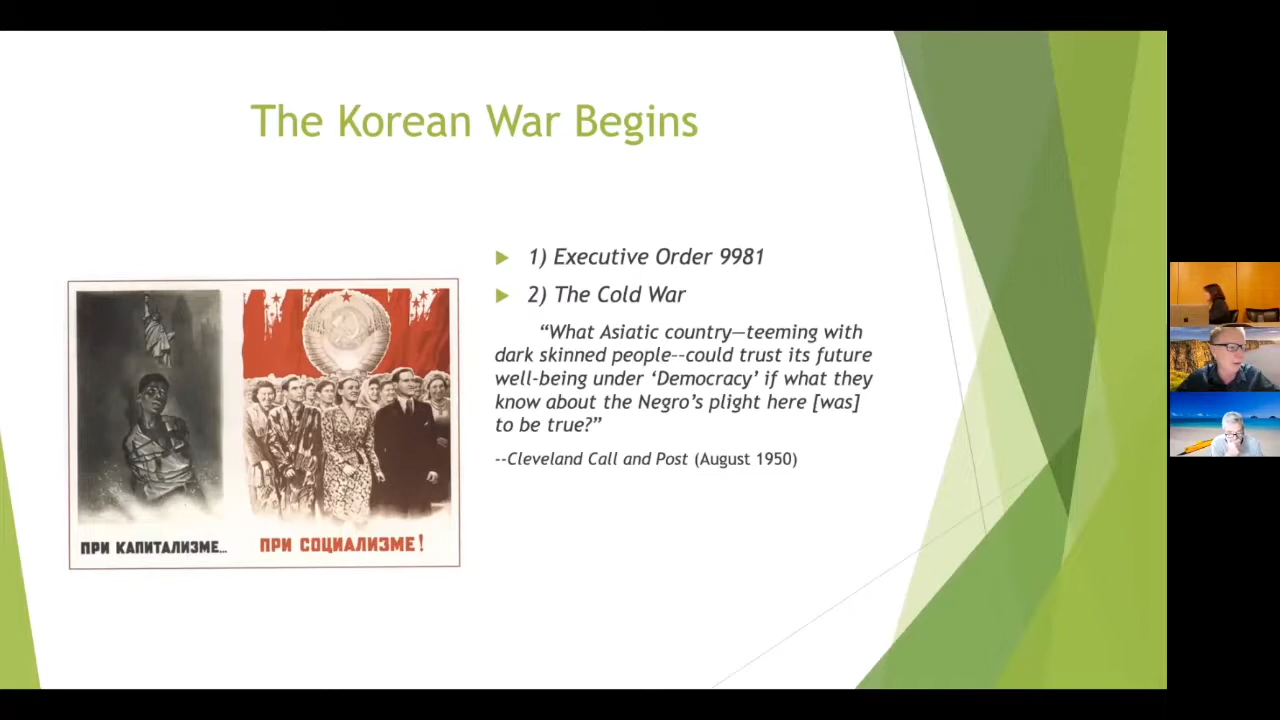 The Korean War Begins
1) Executive Order 9981
2) The Cold War
“What Asiatic country—teeming with
dark skinned people--could trust its future
well-being under ‘Democracy’ if what they
know about the Negro’s plight here [was]
to be true?”
--Cleveland Call and Post (August 1950)
ПРИ КАПИТАЛИЗМЕ...
ПРИ СОЦИАЛИЗМЕ!